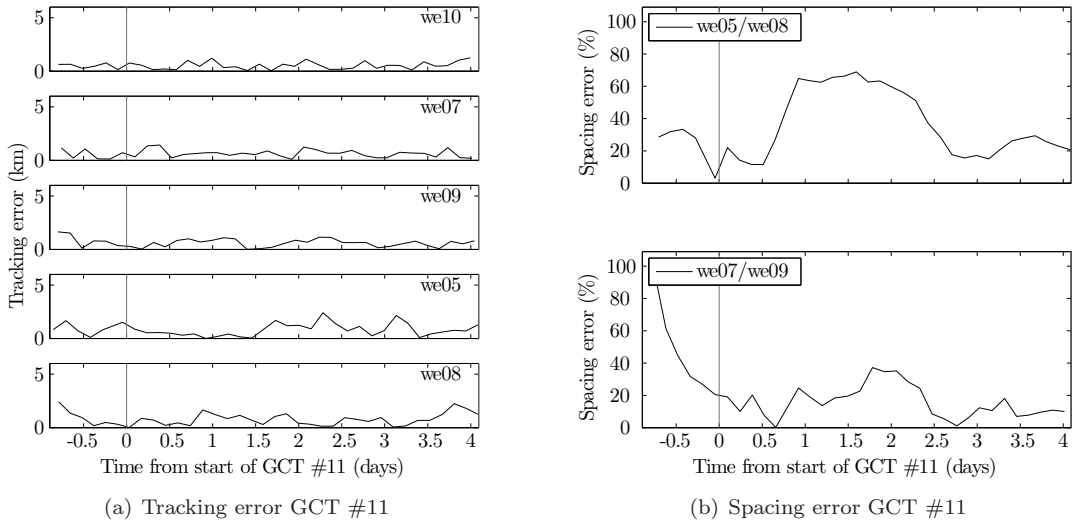 we10
5
0
we07
5
0
we09
5
0
we05
5
0
we08
5
0
Tracking error (km)
-0.5 0 0.5 1 1.5 2 2.5 3 3.5 4
Time from start of GCT #11 (days)
(a) Tracking error GCT #11
we05/we08
100
80
60
40
20
0
Spacing error (%)
we07/we09
100
80
60
40
20
0
Spacing error (%)
-0.5 0 0.5 1 1.5 2 2.5 3 3.5 4
Time from start of GCT #11 (days)
(b) Spacing error GCT #11